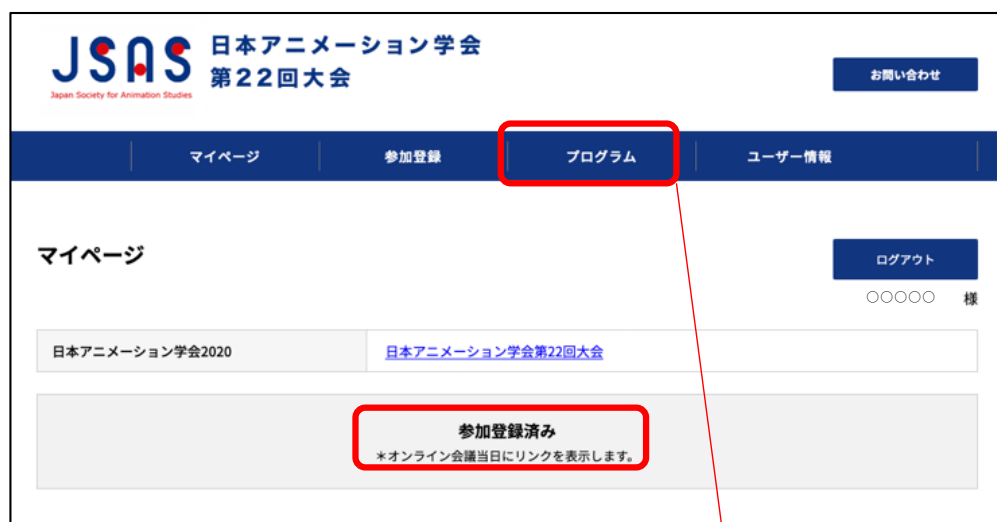 JSAS
Japan Society for Animation Studies
日本アニメーション学会
第22回大会
お問い合わせ
マイページ
参加登録
プログラム
ユーザー情報
マイページ
ログアウト
○○○○○ 様
日本アニメーション学会2020
日本アニメーション学会第22回大会
参加登録済み
*オンライン会議当日にリンクを表示します。